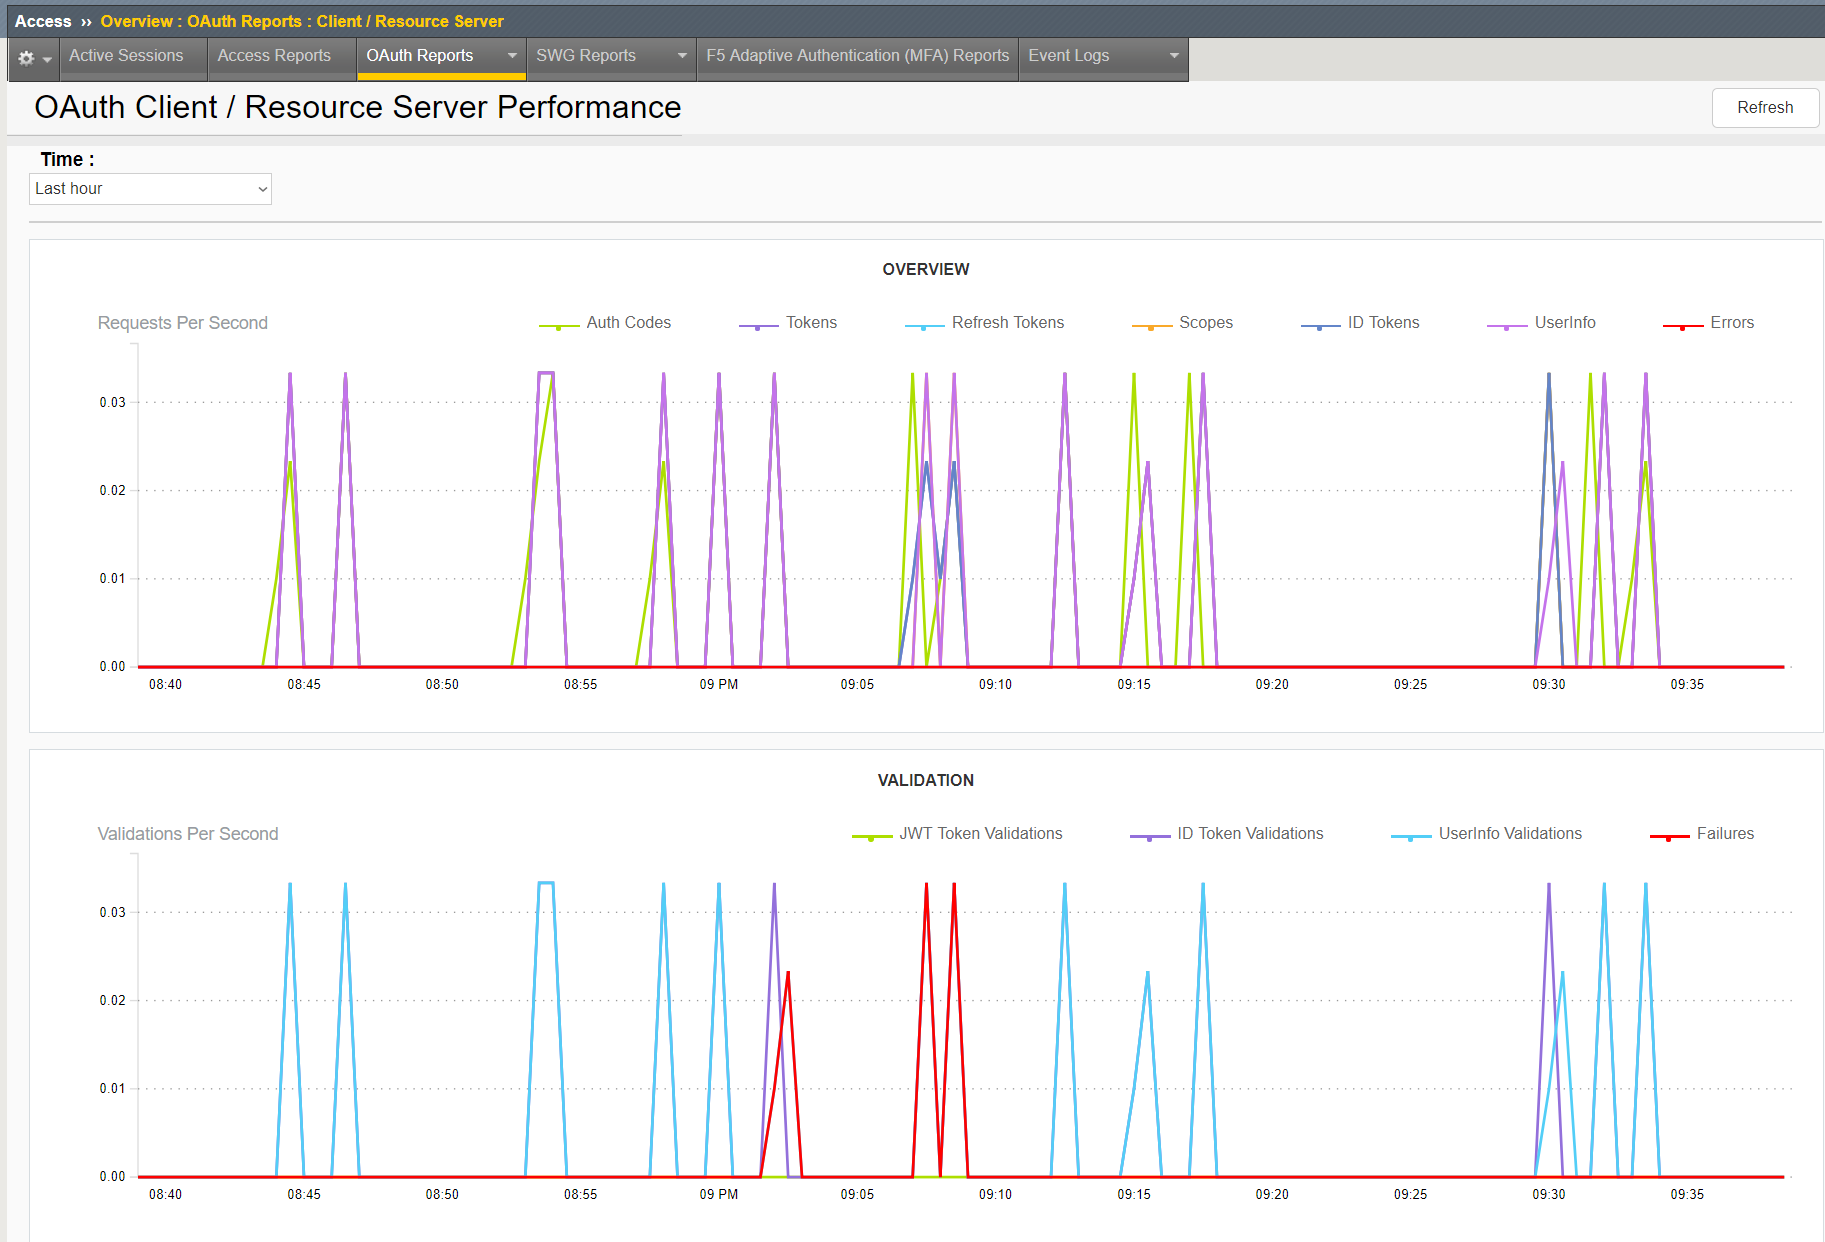 Access ›› Overview : OAuth Reports : Client / Resource Server
Active Sessions Access Reports OAuth Reports SWG Reports F5 Adaptive Authentication (MFA) Reports Event Logs
OAuth Client / Resource Server Performance
Refresh
Time :
Last hour
OVERVIEW
Requests Per Second Auth Codes Tokens Refresh Tokens Scopes ID Tokens UserInfo Errors
0.03
0.02
0.01
0.00
08:40 08:45 08:50 08:55 09 PM 09:05 09:10 09:15 09:20 09:25 09:30 09:35
VALIDATION
Validations Per Second JWT Token Validations ID Token Validations UserInfo Validations Failures
0.03
0.02
0.01
0.00
08:40 08:45 08:50 08:55 09 PM 09:05 09:10 09:15 09:20 09:25 09:30 09:35